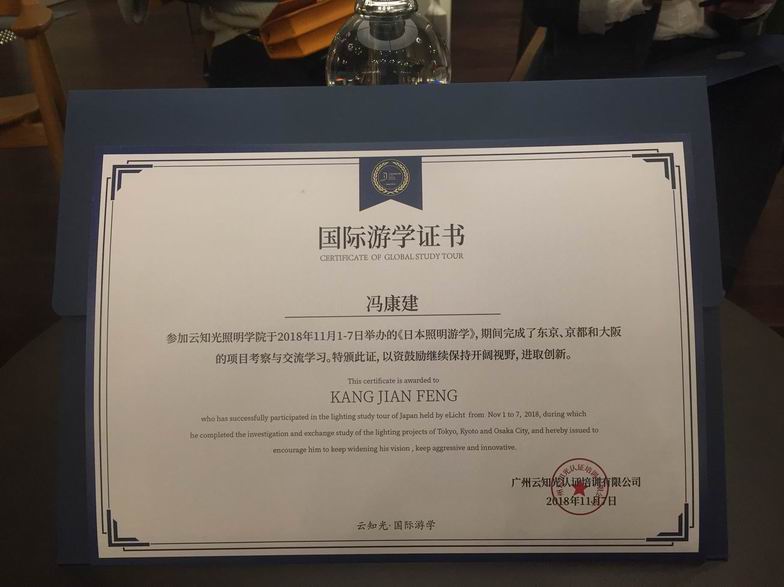 国际游学证书
CERTIFICATE OF GLOBAL STUDY TOUR
冯康建
参加云知光照明学院于2018年11月1-7日举办的《日本照明游学》，期间完成了东京、京都和大阪
的项目考察与交流学习。特颁此证，以资鼓励继续保持开阔视野，进取创新。
This certificate is awarded to
KANG JIAN FENG
who has successfully participated in the lighting study tour of Japan held by eLicht from Nov 1 to 7, 2018, during which
he completed the investigation and exchange study of the lighting projects of Tokyo, Kyoto and Osaka City, and hereby issued to
encourage him to keep widening his vision , keep aggressive and innovative.
广州云知光认证培训有限公司
2018年11月7日
云知光·国际游学